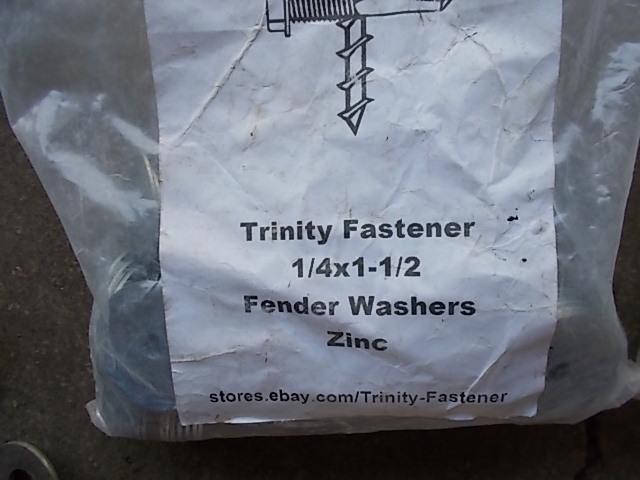 Trinity Fastener
1/4x1-1/2
Fender Washers
Zinc
stores.ebay.com/Trinity-Fastener